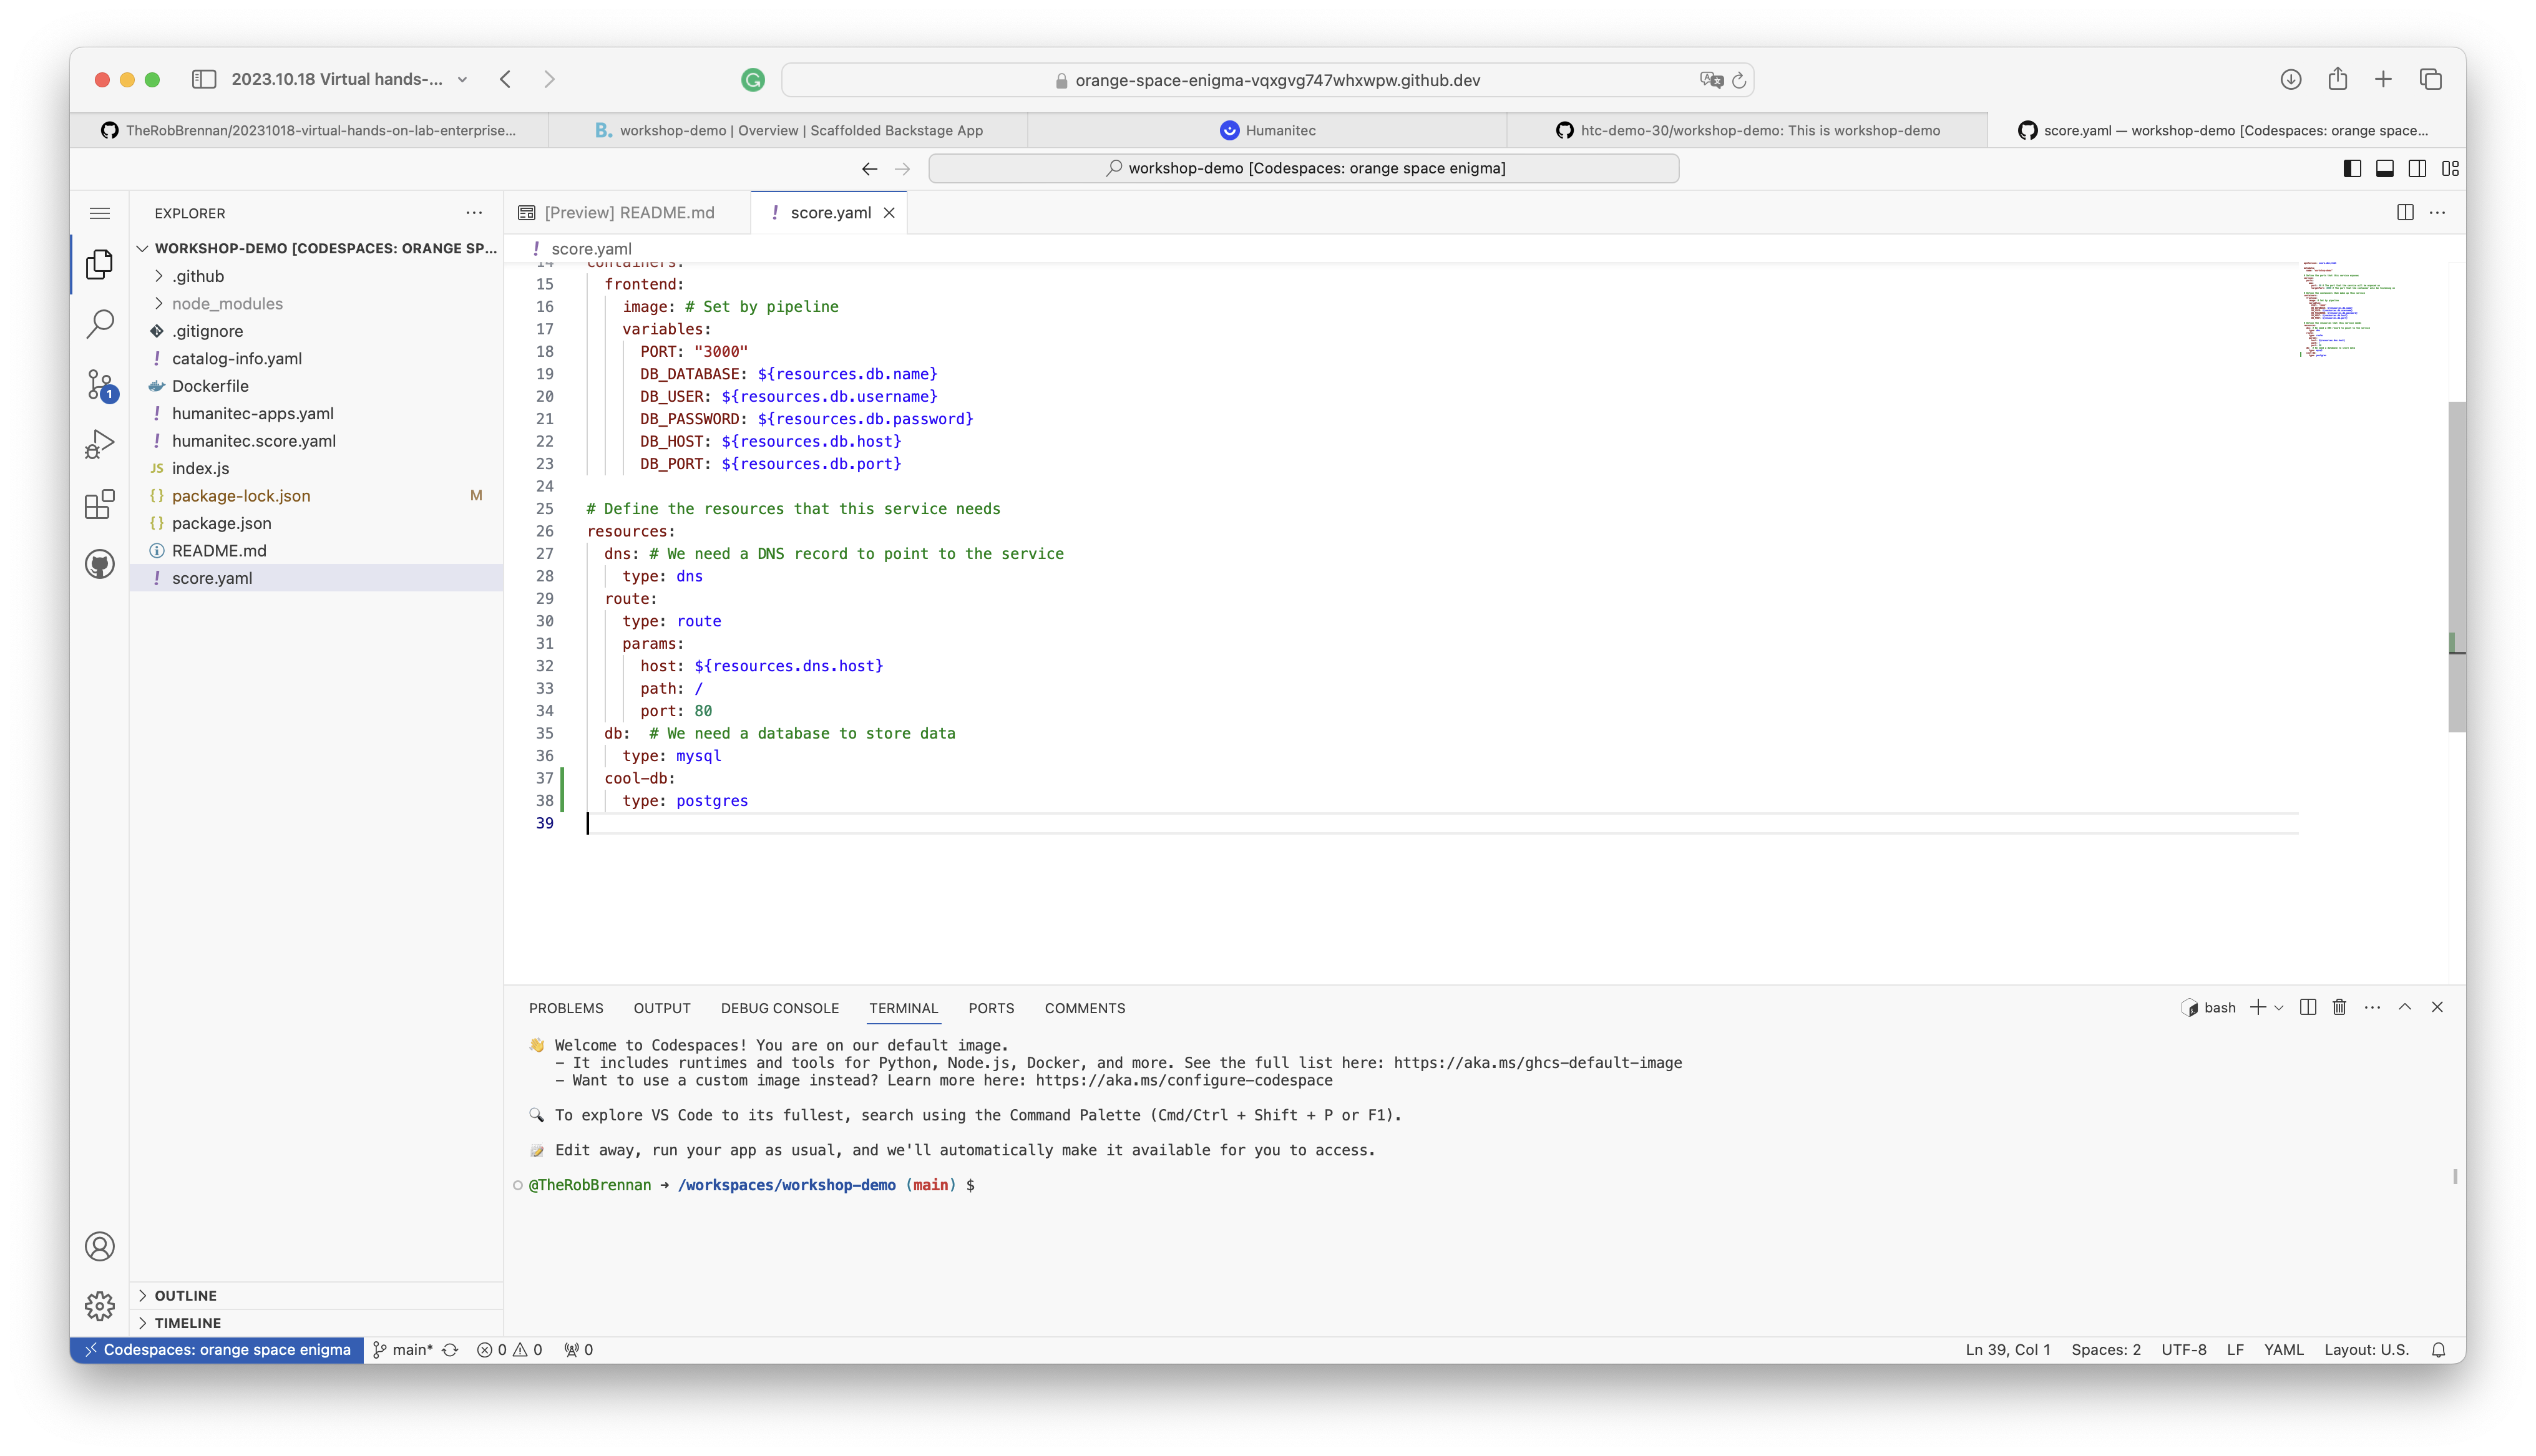 2023.10.18 Virtual hands-...
orange-space-enigma-vqxgvg747whxwpw.github.dev
TheRobBrennan/20231018-virtual-hands-on-lab-enterprise...
B. workshop-demo | Overview | Scaffolded Backstage App
Humanitec
htc-demo-30/workshop-demo: This is workshop-demo
score.yaml — workshop-demo [Codespaces: orange space...
workshop-demo [Codespaces: orange space enigma]
EXPLORER
WORKSHOP-DEMO [CODESPACES: ORANGE SP...
.github
node_modules
.gitignore
! catalog-info.yaml
Dockerfile
! humanitec-apps.yaml
! humanitec.score.yaml
JS index.js
{} package-lock.json M
{} package.json
README.md
! score.yaml
1
OUTLINE
TIMELINE
[Preview] README.md
! score.yaml
! score.yaml
14 containers:
15 frontend:
16 image: # Set by pipeline
17 variables:
18 PORT: "3000"
19 DB_DATABASE: ${resources.db.name}
20 DB_USER: ${resources.db.username}
21 DB_PASSWORD: ${resources.db.password}
22 DB_HOST: ${resources.db.host}
23 DB_PORT: ${resources.db.port}
24
25 # Define the resources that this service needs
26 resources:
27 dns: # We need a DNS record to point to the service
28 type: dns
29 route:
30 type: route
31 params:
32 host: ${resources.dns.host}
33 path: /
34 port: 80
35 db:  # We need a database to store data
36 type: mysql
37 cool-db:
38 type: postgres
39
PROBLEMS OUTPUT DEBUG CONSOLE TERMINAL PORTS COMMENTS
bash
👋 Welcome to Codespaces! You are on our default image.
- It includes runtimes and tools for Python, Node.js, Docker, and more. See the full list here: https://aka.ms/ghcs-default-image
- Want to use a custom image instead? Learn more here: https://aka.ms/configure-codespace
🔍 To explore VS Code to its fullest, search using the Command Palette (Cmd/Ctrl + Shift + P or F1).
📝 Edit away, run your app as usual, and we'll automatically make it available for you to access.
@TheRobBrennan → /workspaces/workshop-demo (main) $
Codespaces: orange space enigma
main*
0 0
0
Ln 39, Col 1
Spaces: 2
UTF-8
LF
YAML
Layout: U.S.